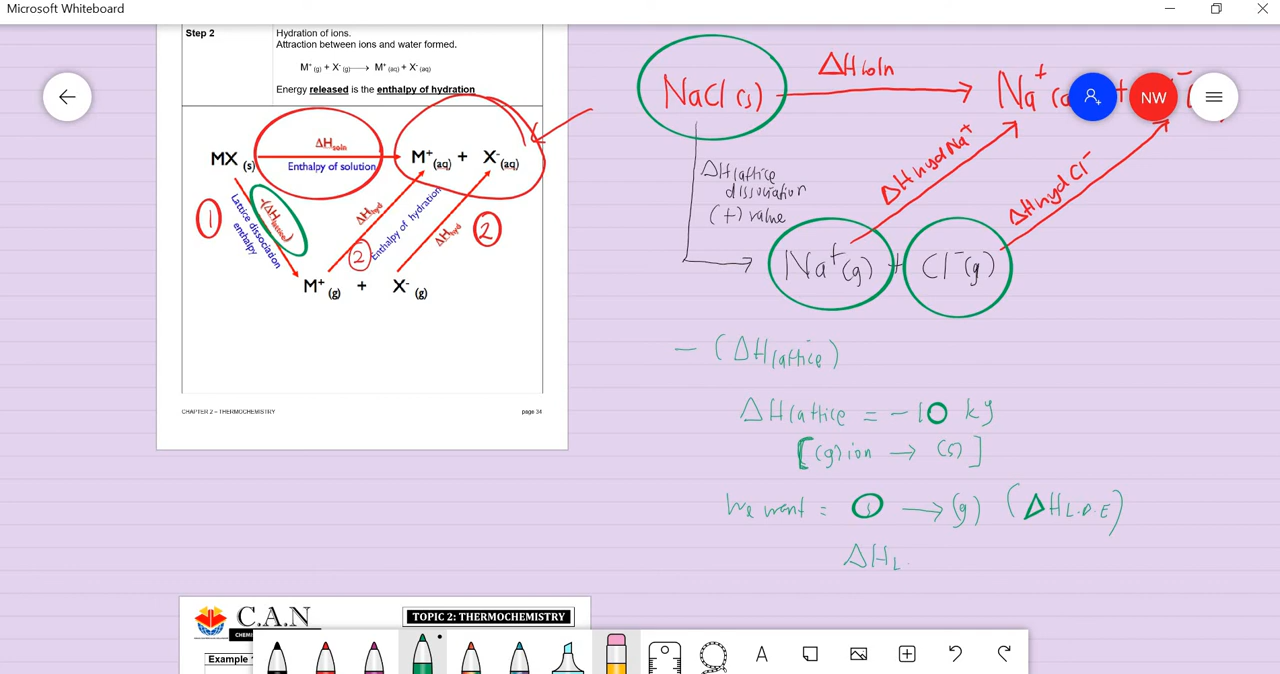 Microsoft Whiteboard
Step 2
Hydration of ions.
Attraction between ions and water formed.
M⁺(g) + X⁻(g) ⟶ M⁺(aq) + X⁻(aq)
Energy released is the enthalpy of hydration
ΔHsoln
MX (s)
Enthalpy of solution
M⁺(aq) + X⁻(aq)
1
-(ΔHlattice)
Lattice dissociation
enthalpy
ΔHhyd
2
Enthalpy of hydration
ΔHhyd
2
M⁺(g) + X⁻(g)
CHAPTER 2 – THERMOCHEMISTRY
page 34
NaCl (s)
ΔHsoln
Na⁺
NW
ΔHlattice
dissociation
(+) value
ΔHhyd Na⁺
ΔHhyd Cl⁻
Na⁺(g) + Cl⁻(g)
- (ΔHlattice)
ΔHlattice = -10 kJ
[(g) ion → (s)]
We want = (s) → (g) (ΔH L.D.E)
ΔHL.
C.A.N
TOPIC 2: THERMOCHEMISTRY
Example
A